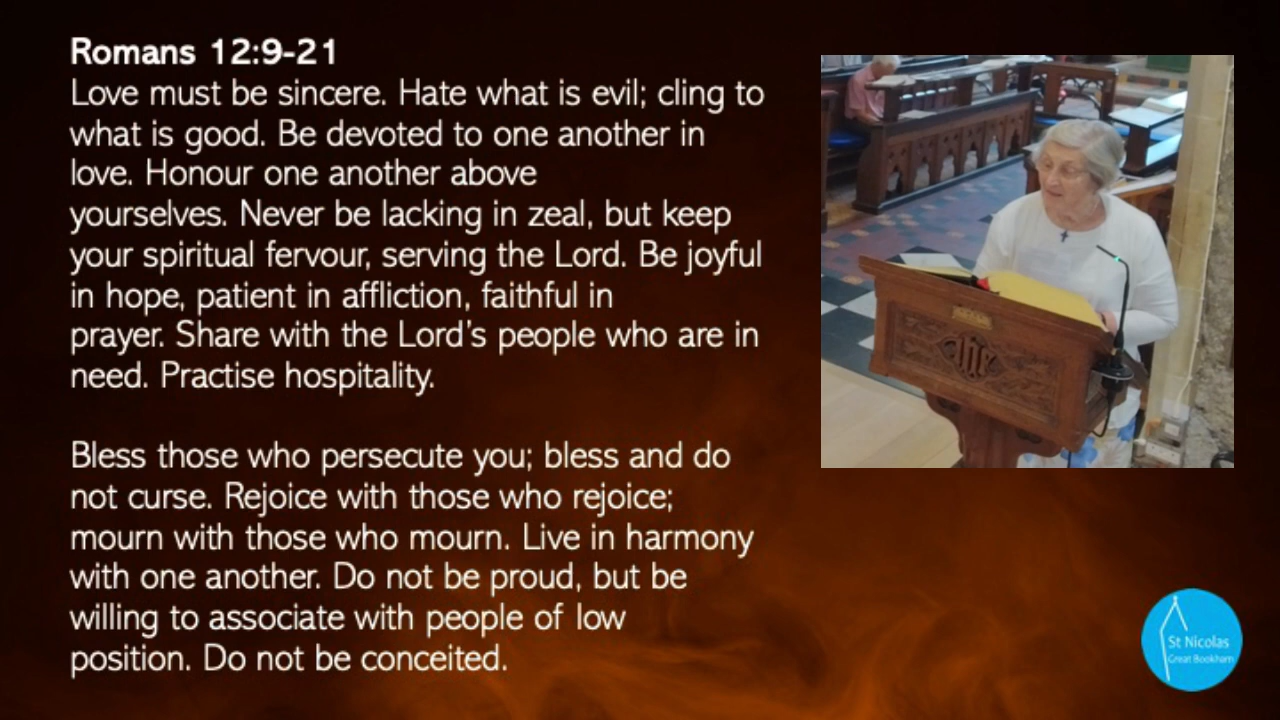 Romans 12:9-21
Love must be sincere. Hate what is evil; cling to
what is good. Be devoted to one another in
love. Honour one another above
yourselves. Never be lacking in zeal, but keep
your spiritual fervour, serving the Lord. Be joyful
in hope, patient in affliction, faithful in
prayer. Share with the Lord’s people who are in
need. Practise hospitality.
Bless those who persecute you; bless and do
not curse. Rejoice with those who rejoice;
mourn with those who mourn. Live in harmony
with one another. Do not be proud, but be
willing to associate with people of low
position. Do not be conceited.
St Nicolas
Great Bookham